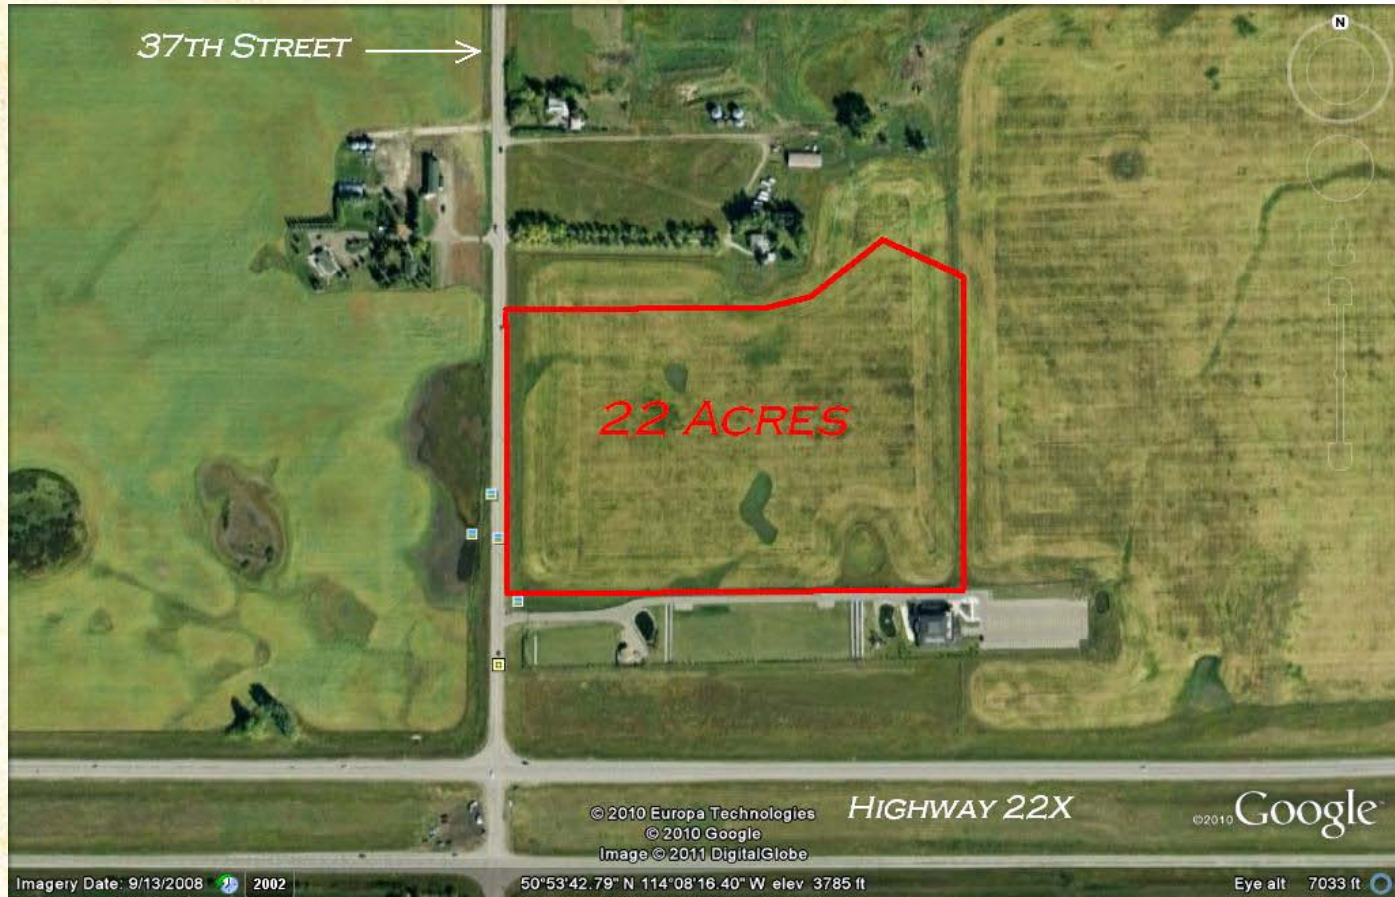 37TH STREET
N
22 ACRES
© 2010 Europa Technologies
© 2010 Google
Image © 2011 DigitalGlobe
HIGHWAY 22X
©2010 Google
Imagery Date: 9/13/2008 2002 50°53'42.79" N 114°08'16.40" W elev 3785 ft Eye alt 7033 ft